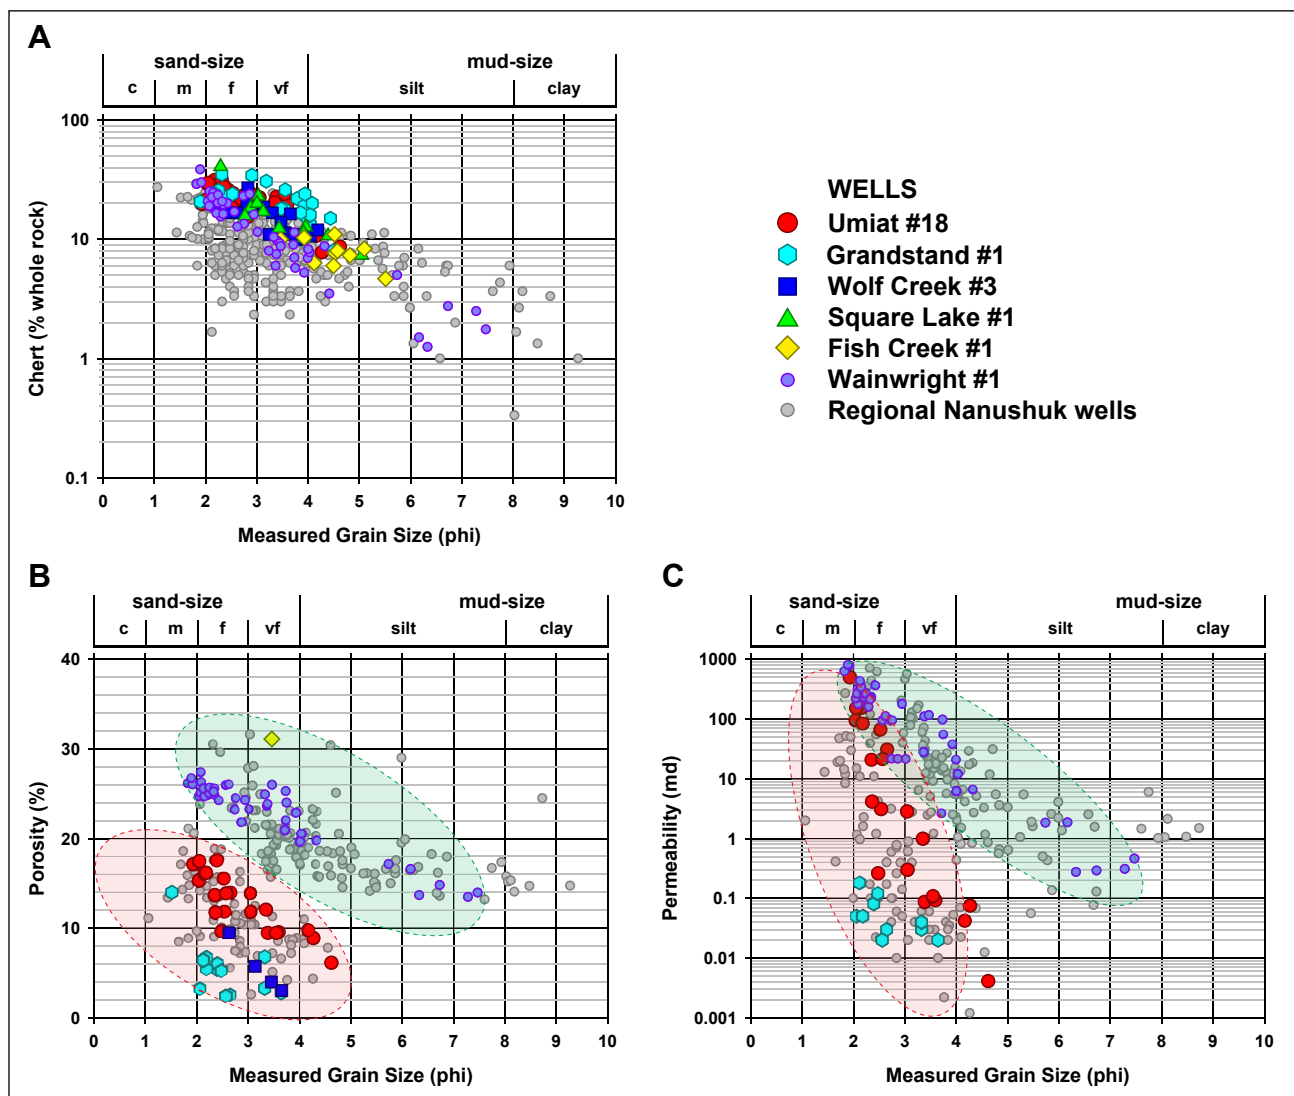 A
sand-size mud-size
c m f vf silt clay
100
10
1
0.1
Chert (% whole rock)
0 1 2 3 4 5 6 7 8 9 10
Measured Grain Size (phi)
WELLS
Umiat #18
Grandstand #1
Wolf Creek #3
Square Lake #1
Fish Creek #1
Wainwright #1
Regional Nanushuk wells
B
sand-size mud-size
c m f vf silt clay
40
30
20
10
0
Porosity (%)
0 1 2 3 4 5 6 7 8 9 10
Measured Grain Size (phi)
C
sand-size mud-size
c m f vf silt clay
1000
100
10
1
0.1
0.01
0.001
Permeability (md)
0 1 2 3 4 5 6 7 8 9 10
Measured Grain Size (phi)